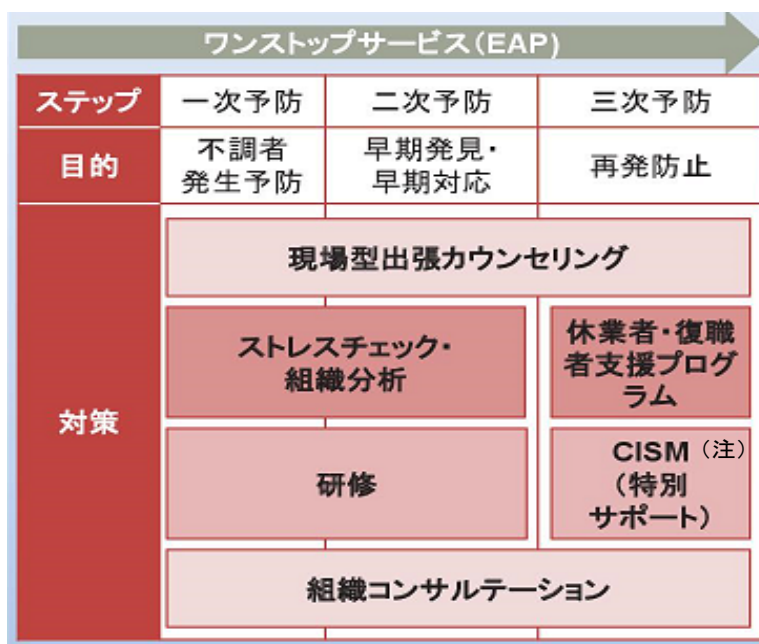 ワンストップサービス(EAP)
ステップ 一次予防 二次予防 三次予防
目的
不調者
発生予防
早期発見・
早期対応
再発防止
対策
現場型出張カウンセリング
ストレスチェック・
組織分析
休業者・復職
者支援プログ
ラム
研修
CISM（注）
（特別
サポート）
組織コンサルテーション